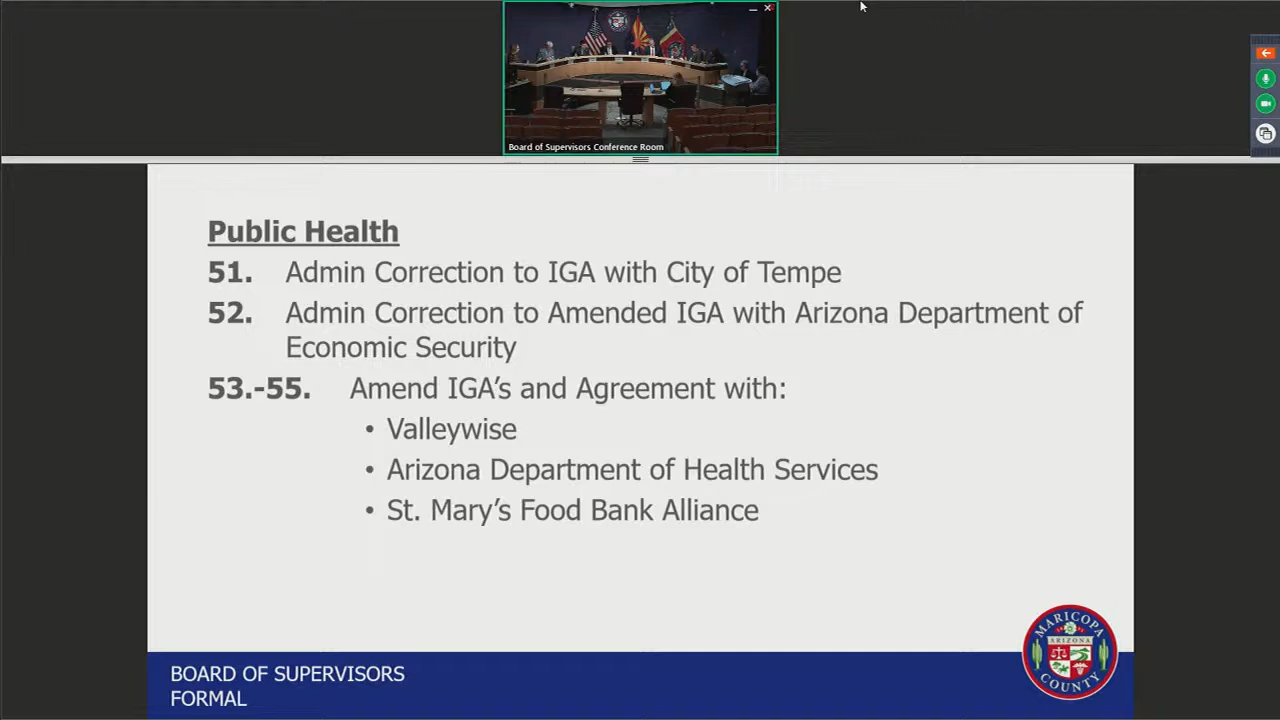 Board of Supervisors Conference Room
Public Health
51. Admin Correction to IGA with City of Tempe
52. Admin Correction to Amended IGA with Arizona Department of
Economic Security
53.-55. Amend IGA’s and Agreement with:
• Valleywise
• Arizona Department of Health Services
• St. Mary’s Food Bank Alliance
BOARD OF SUPERVISORS
FORMAL
MARICOPA
ARIZONA
COUNTY